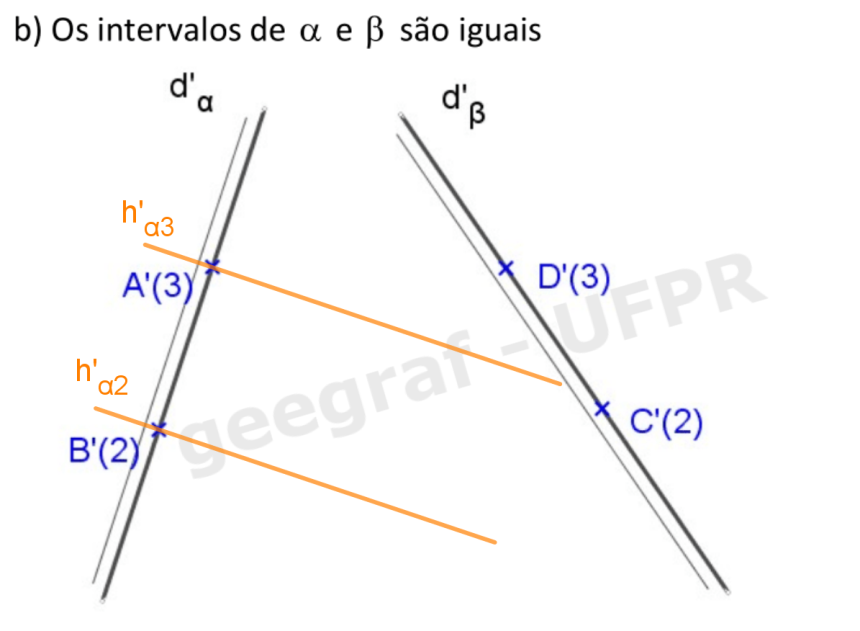 b) Os intervalos de α e β são iguais
d'α
d'β
h'α3
A'(3)
D'(3)
h'α2
B'(2)
C'(2)
geegraf - UFPR